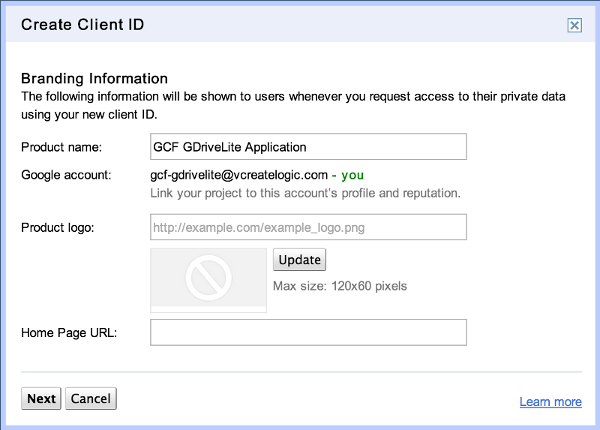 Create Client ID
Branding Information
The following information will be shown to users whenever you request access to their private data
using your new client ID.
Product name: GCF GDriveLite Application
Google account: gcf-gdrivelite@vcreatelogic.com - you
Link your project to this account's profile and reputation.
Product logo: http://example.com/example_logo.png
Update
Max size: 120x60 pixels
Home Page URL:
Next Cancel Learn more